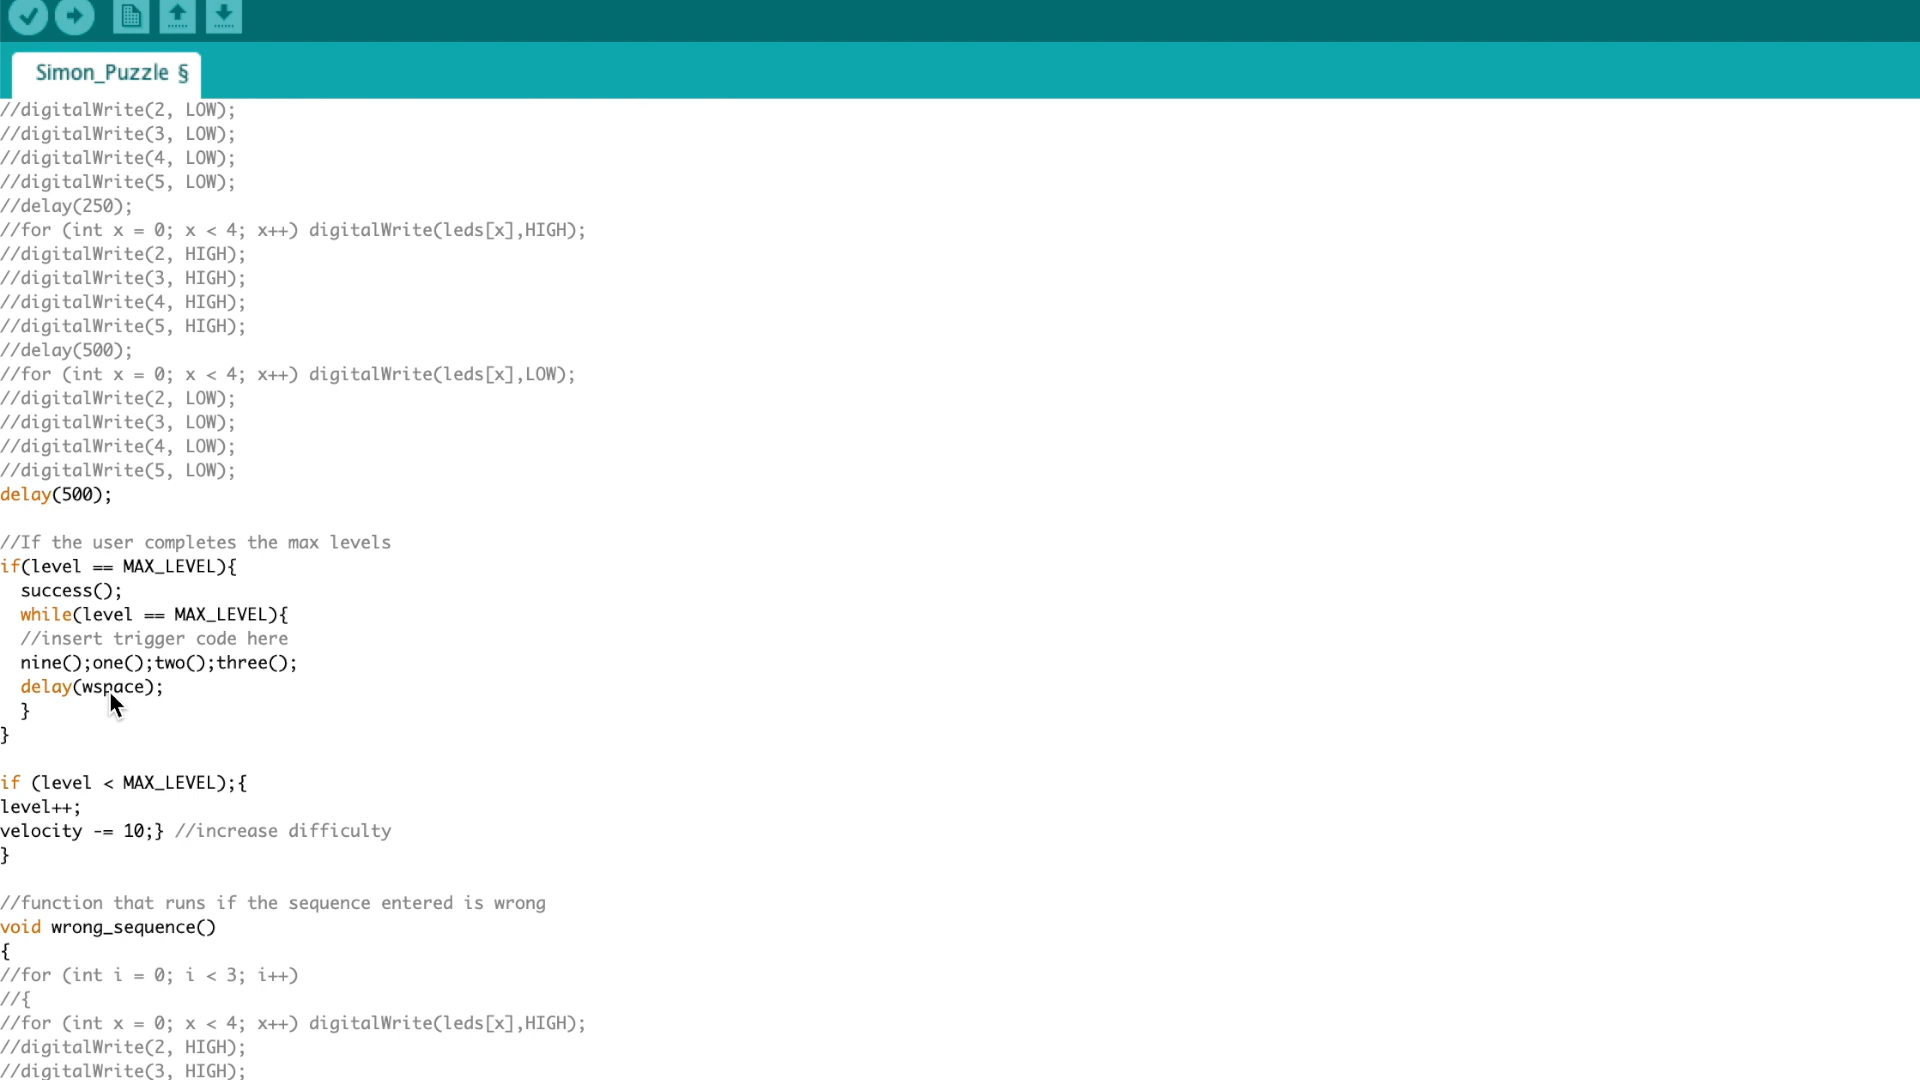 Simon_Puzzle §
//digitalWrite(2, LOW);
//digitalWrite(3, LOW);
//digitalWrite(4, LOW);
//digitalWrite(5, LOW);
//delay(250);
//for (int x = 0; x < 4; x++) digitalWrite(leds[x],HIGH);
//digitalWrite(2, HIGH);
//digitalWrite(3, HIGH);
//digitalWrite(4, HIGH);
//digitalWrite(5, HIGH);
//delay(500);
//for (int x = 0; x < 4; x++) digitalWrite(leds[x],LOW);
//digitalWrite(2, LOW);
//digitalWrite(3, LOW);
//digitalWrite(4, LOW);
//digitalWrite(5, LOW);
delay(500);
//If the user completes the max levels
if(level == MAX_LEVEL){
success();
while(level == MAX_LEVEL){
//insert trigger code here
nine();one();two();three();
delay(wspace);
}
}
if (level < MAX_LEVEL);{
level++;
velocity -= 10;} //increase difficulty
}
//function that runs if the sequence entered is wrong
void wrong_sequence()
{
//for (int i = 0; i < 3; i++)
//{
//for (int x = 0; x < 4; x++) digitalWrite(leds[x],HIGH);
//digitalWrite(2, HIGH);
//digitalWrite(3, HIGH);